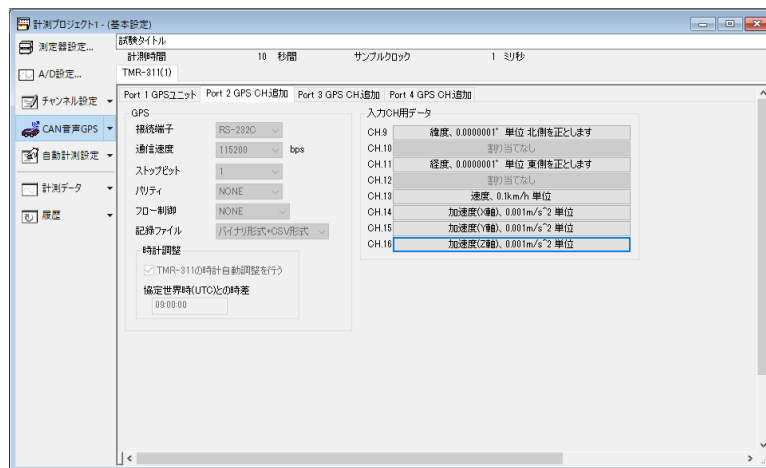 計測プロジェクト1 - (基本設定)
測定器設定...
A/D設定...
チャンネル設定
CAN音声GPS
自動計測設定
計測データ
履歴
試験タイトル
計測時間 10 秒間 サンプルクロック 1 ミリ秒
TMR-311(1)
Port 1 GPSユニット Port 2 GPS CH追加 Port 3 GPS CH追加 Port 4 GPS CH追加
GPS
接続端子 RS-232C
通信速度 115200 bps
ストップビット 1
パリティ NONE
フロー制御 NONE
記録ファイル バイナリ形式+CSV形式
時計調整
TMR-311の時計自動調整を行う
協定世界時(UTC)との時差
09:00:00
入力CH用データ
CH.9 緯度、0.0000001° 単位 北側を正とします
CH.10 割り当てなし
CH.11 経度、0.0000001° 単位 東側を正とします
CH.12 割り当てなし
CH.13 速度、0.1km/h 単位
CH.14 加速度(X軸)、0.001m/s^2 単位
CH.15 加速度(Y軸)、0.001m/s^2 単位
CH.16 加速度(Z軸)、0.001m/s^2 単位